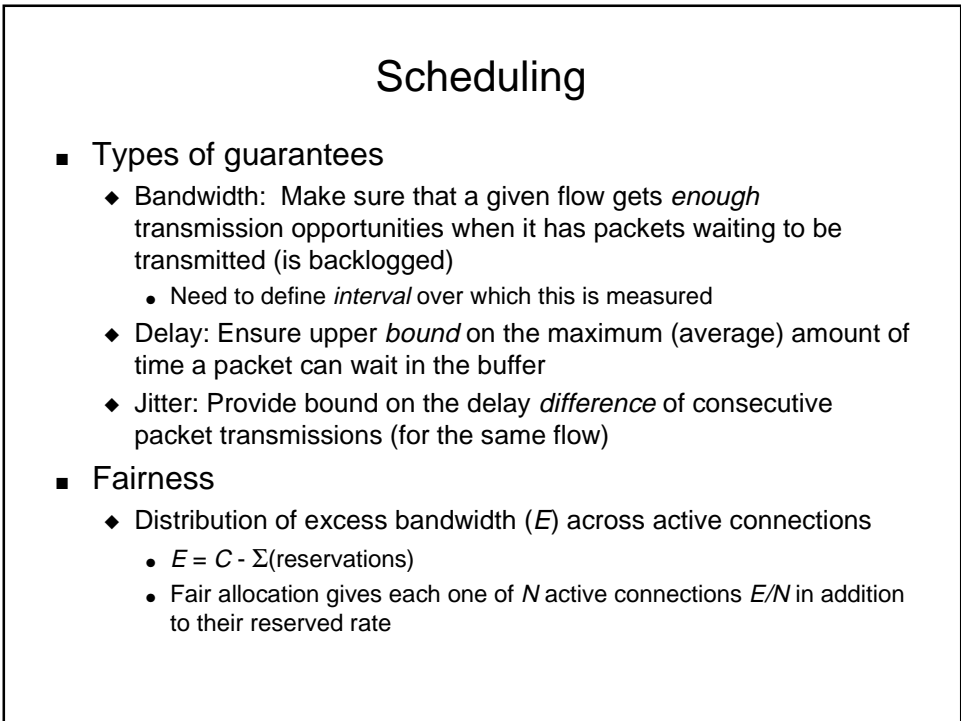 Scheduling
■ Types of guarantees
◆ Bandwidth: Make sure that a given flow gets enough
transmission opportunities when it has packets waiting to be
transmitted (is backlogged)
● Need to define interval over which this is measured
◆ Delay: Ensure upper bound on the maximum (average) amount of
time a packet can wait in the buffer
◆ Jitter: Provide bound on the delay difference of consecutive
packet transmissions (for the same flow)
■ Fairness
◆ Distribution of excess bandwidth (E) across active connections
● E = C - Σ(reservations)
● Fair allocation gives each one of N active connections E/N in addition
to their reserved rate